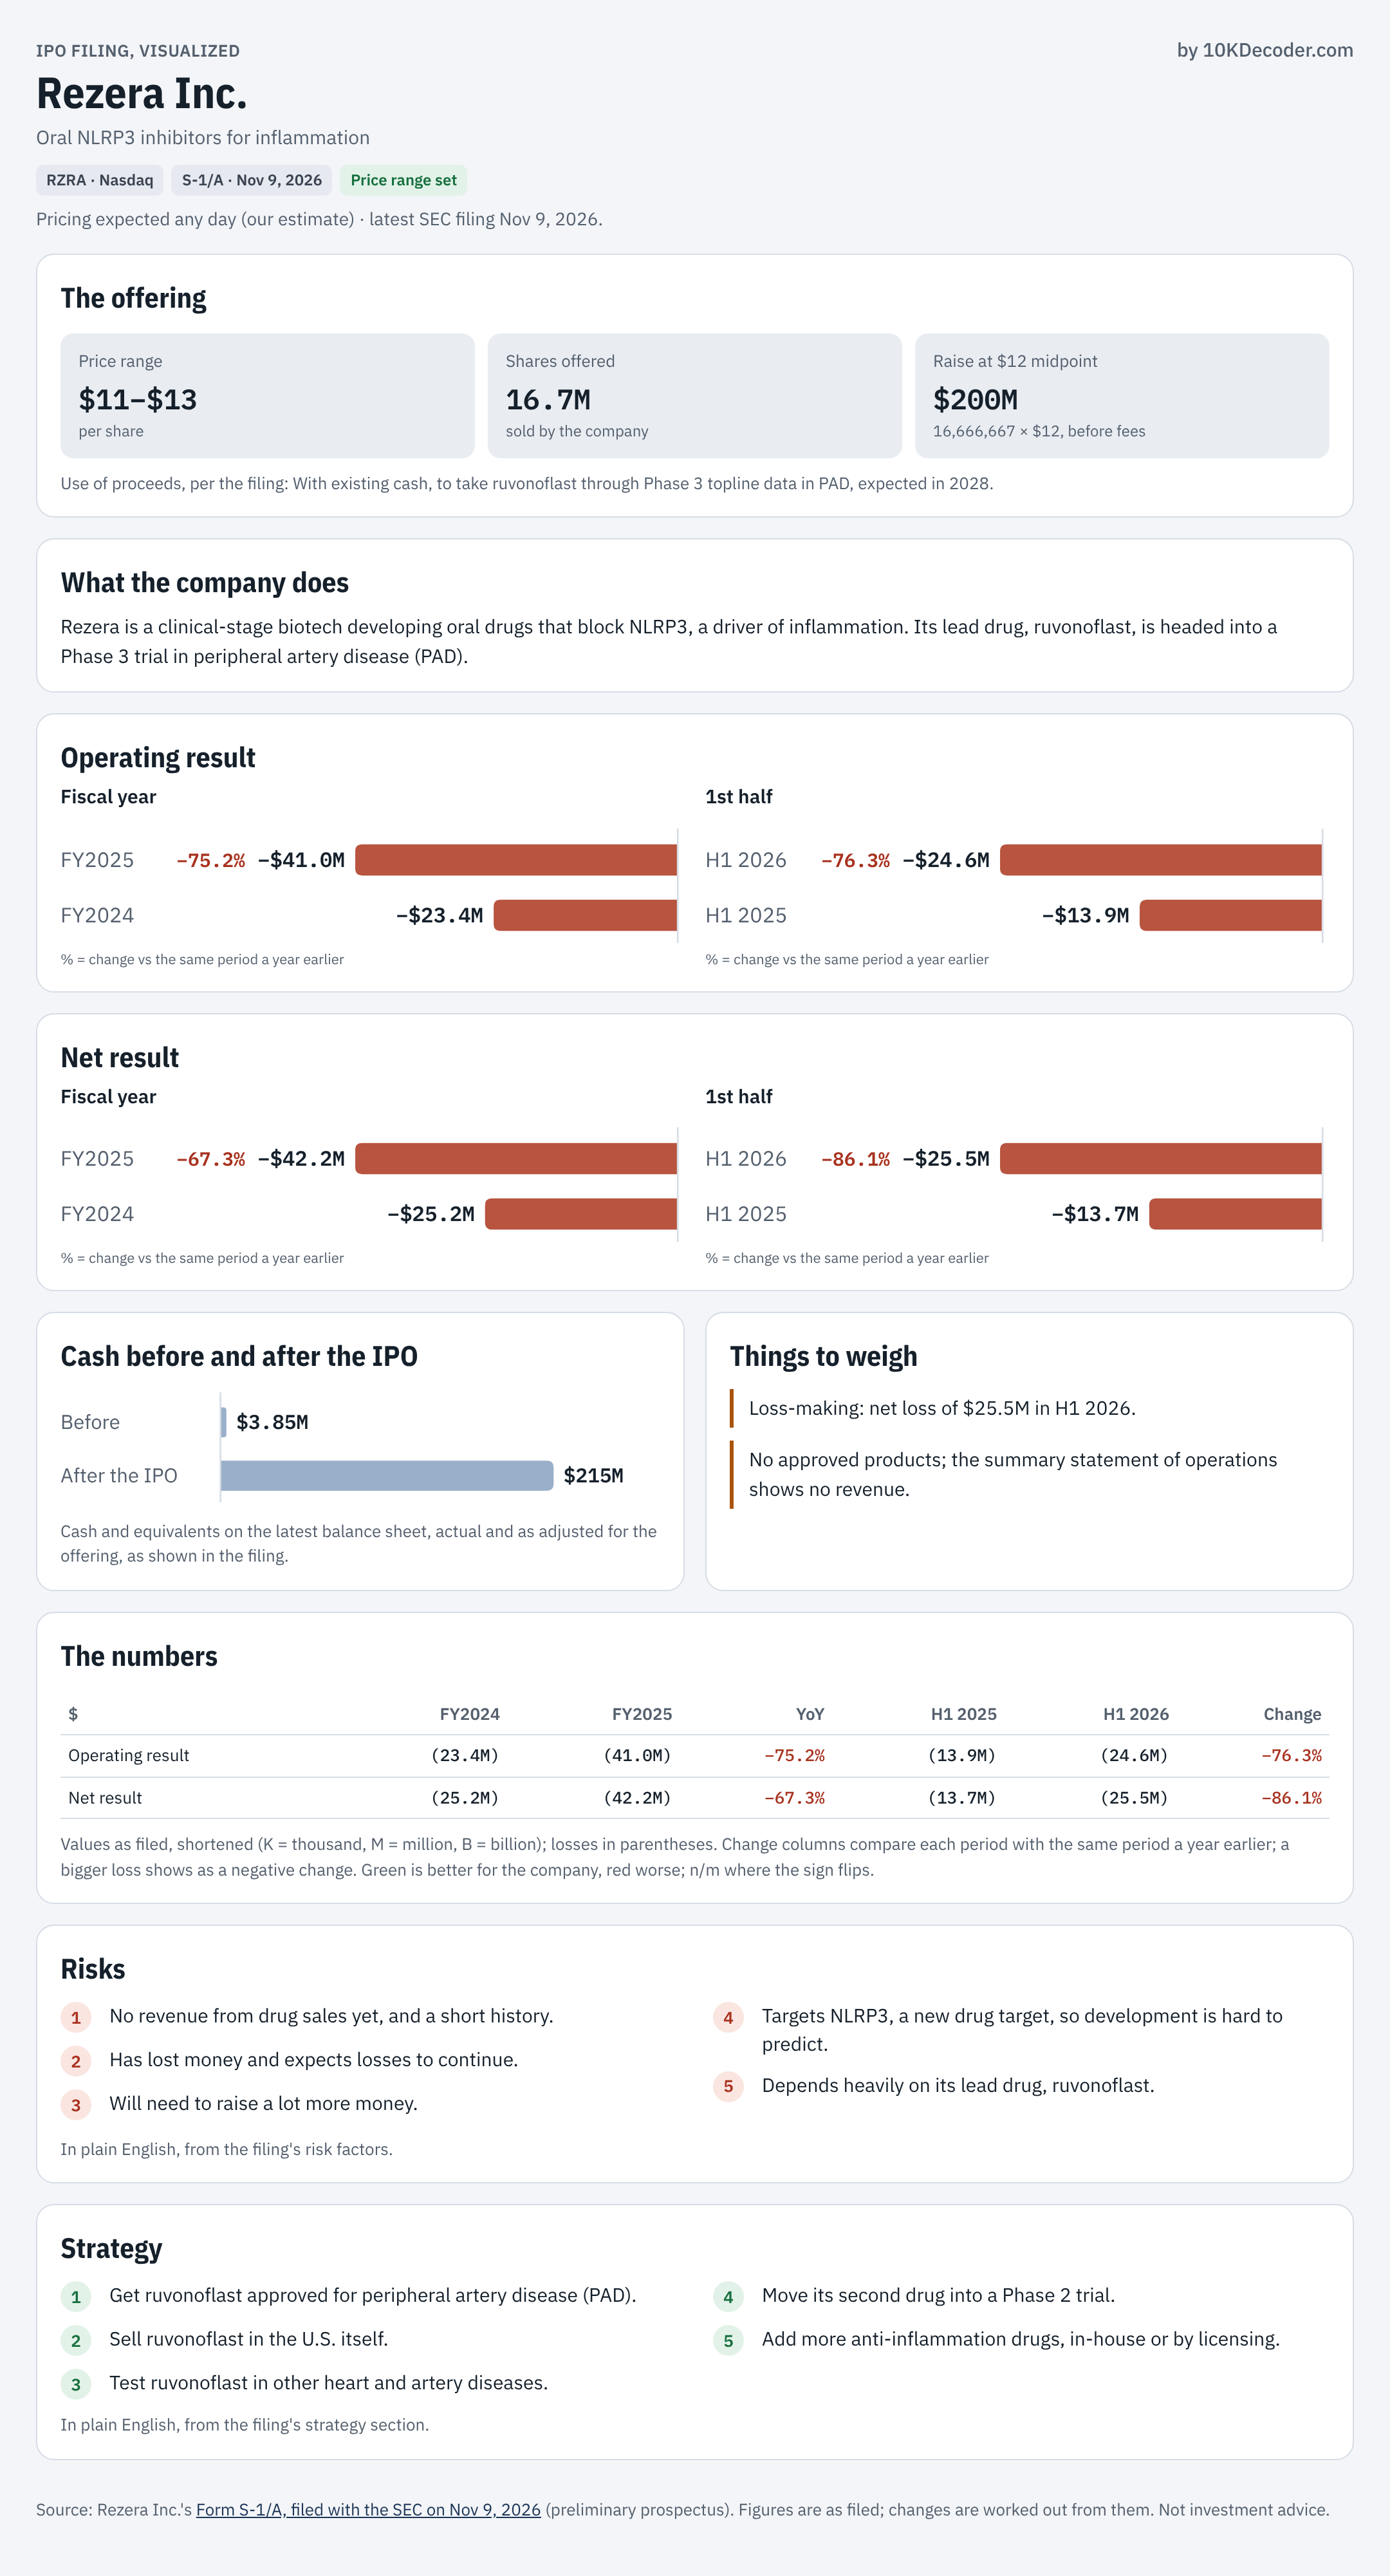 IPO FILING, VISUALIZED
by 10KDecoder.com
Rezera Inc.
Oral NLRP3 inhibitors for inflammation
RZRA · Nasdaq
S-1/A · Nov 9, 2026
Price range set
Pricing expected any day (our estimate) · latest SEC filing Nov 9, 2026.
The offering
Price range
$11–$13
per share
Shares offered
16.7M
sold by the company
Raise at $12 midpoint
$200M
16,666,667 × $12, before fees
Use of proceeds, per the filing: With existing cash, to take ruvonoflast through Phase 3 topline data in PAD, expected in 2028.
What the company does
Rezera is a clinical-stage biotech developing oral drugs that block NLRP3, a driver of inflammation. Its lead drug, ruvonoflast, is headed into a
Phase 3 trial in peripheral artery disease (PAD).
Operating result
Fiscal year
FY2025 −75.2% −$41.0M
FY2024 −$23.4M
% = change vs the same period a year earlier
1st half
H1 2026 −76.3% −$24.6M
H1 2025 −$13.9M
% = change vs the same period a year earlier
Net result
Fiscal year
FY2025 −67.3% −$42.2M
FY2024 −$25.2M
% = change vs the same period a year earlier
1st half
H1 2026 −86.1% −$25.5M
H1 2025 −$13.7M
% = change vs the same period a year earlier
Cash before and after the IPO
Before $3.85M
After the IPO $215M
Cash and equivalents on the latest balance sheet, actual and as adjusted for the
offering, as shown in the filing.
Things to weigh
Loss-making: net loss of $25.5M in H1 2026.
No approved products; the summary statement of operations
shows no revenue.
The numbers
$ FY2024 FY2025 YoY H1 2025 H1 2026 Change
Operating result (23.4M) (41.0M) −75.2% (13.9M) (24.6M) −76.3%
Net result (25.2M) (42.2M) −67.3% (13.7M) (25.5M) −86.1%
Values as filed, shortened (K = thousand, M = million, B = billion); losses in parentheses. Change columns compare each period with the same period a year earlier; a
bigger loss shows as a negative change. Green is better for the company, red worse; n/m where the sign flips.
Risks
1 No revenue from drug sales yet, and a short history.
2 Has lost money and expects losses to continue.
3 Will need to raise a lot more money.
4 Targets NLRP3, a new drug target, so development is hard to
predict.
5 Depends heavily on its lead drug, ruvonoflast.
In plain English, from the filing's risk factors.
Strategy
1 Get ruvonoflast approved for peripheral artery disease (PAD).
2 Sell ruvonoflast in the U.S. itself.
3 Test ruvonoflast in other heart and artery diseases.
4 Move its second drug into a Phase 2 trial.
5 Add more anti-inflammation drugs, in-house or by licensing.
In plain English, from the filing's strategy section.
Source: Rezera Inc.'s Form S-1/A, filed with the SEC on Nov 9, 2026 (preliminary prospectus). Figures are as filed; changes are worked out from them. Not investment advice.